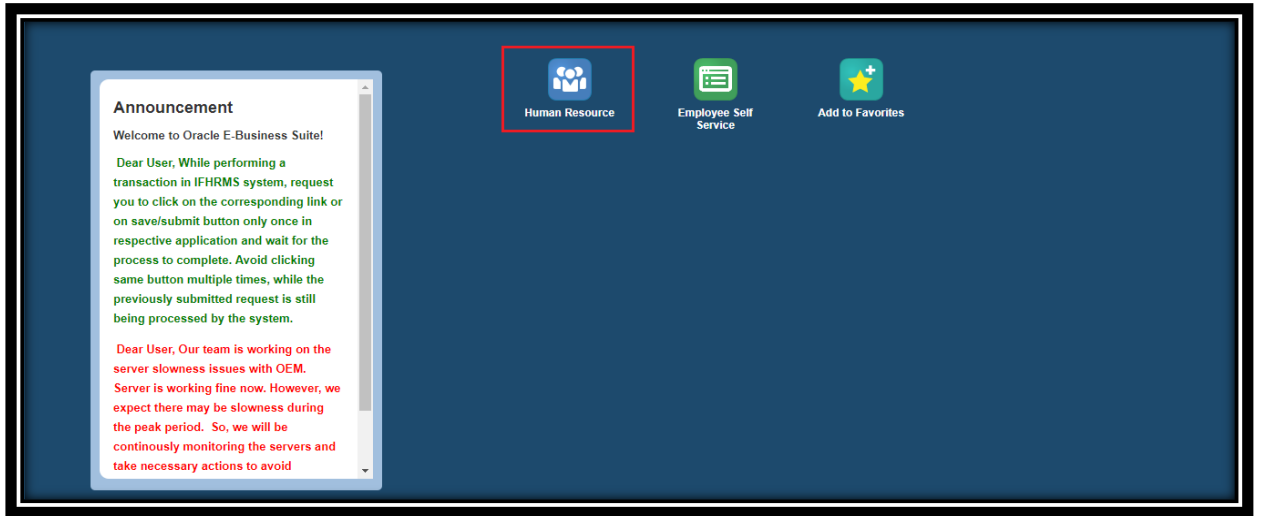 Announcement
Welcome to Oracle E-Business Suite!
Dear User, While performing a
transaction in IFHRMS system, request
you to click on the corresponding link or
on save/submit button only once in
respective application and wait for the
process to complete. Avoid clicking
same button multiple times, while the
previously submitted request is still
being processed by the system.
Dear User, Our team is working on the
server slowness issues with OEM.
Server is working fine now. However, we
expect there may be slowness during
the peak period. So, we will be
continously monitoring the servers and
take necessary actions to avoid
Human Resource
Employee Self
Service
Add to Favorites